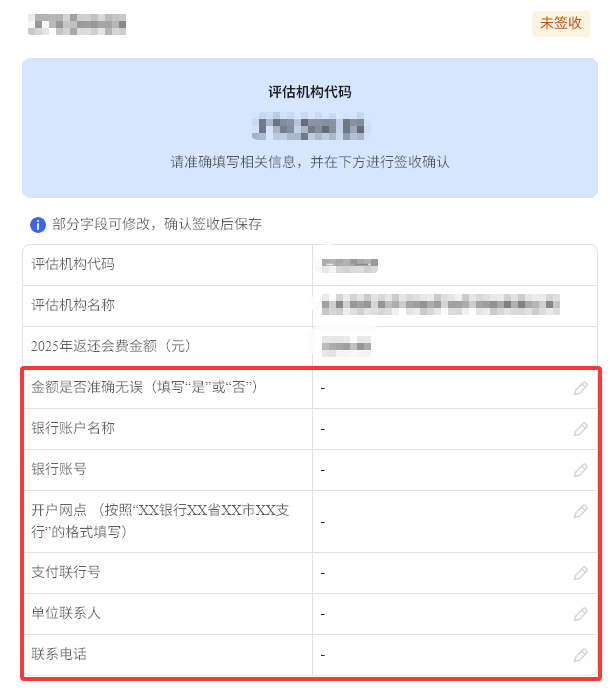 未签收
评估机构代码
请准确填写相关信息，并在下方进行签收确认
部分字段可修改，确认签收后保存
评估机构代码
评估机构名称
2025年返还会费金额（元）
金额是否准确无误（填写“是”或“否”） -
银行账户名称 -
银行账号 -
开户网点 （按照“XX银行XX省XX市XX支
行”的格式填写） -
支付联行号 -
单位联系人 -
联系电话 -